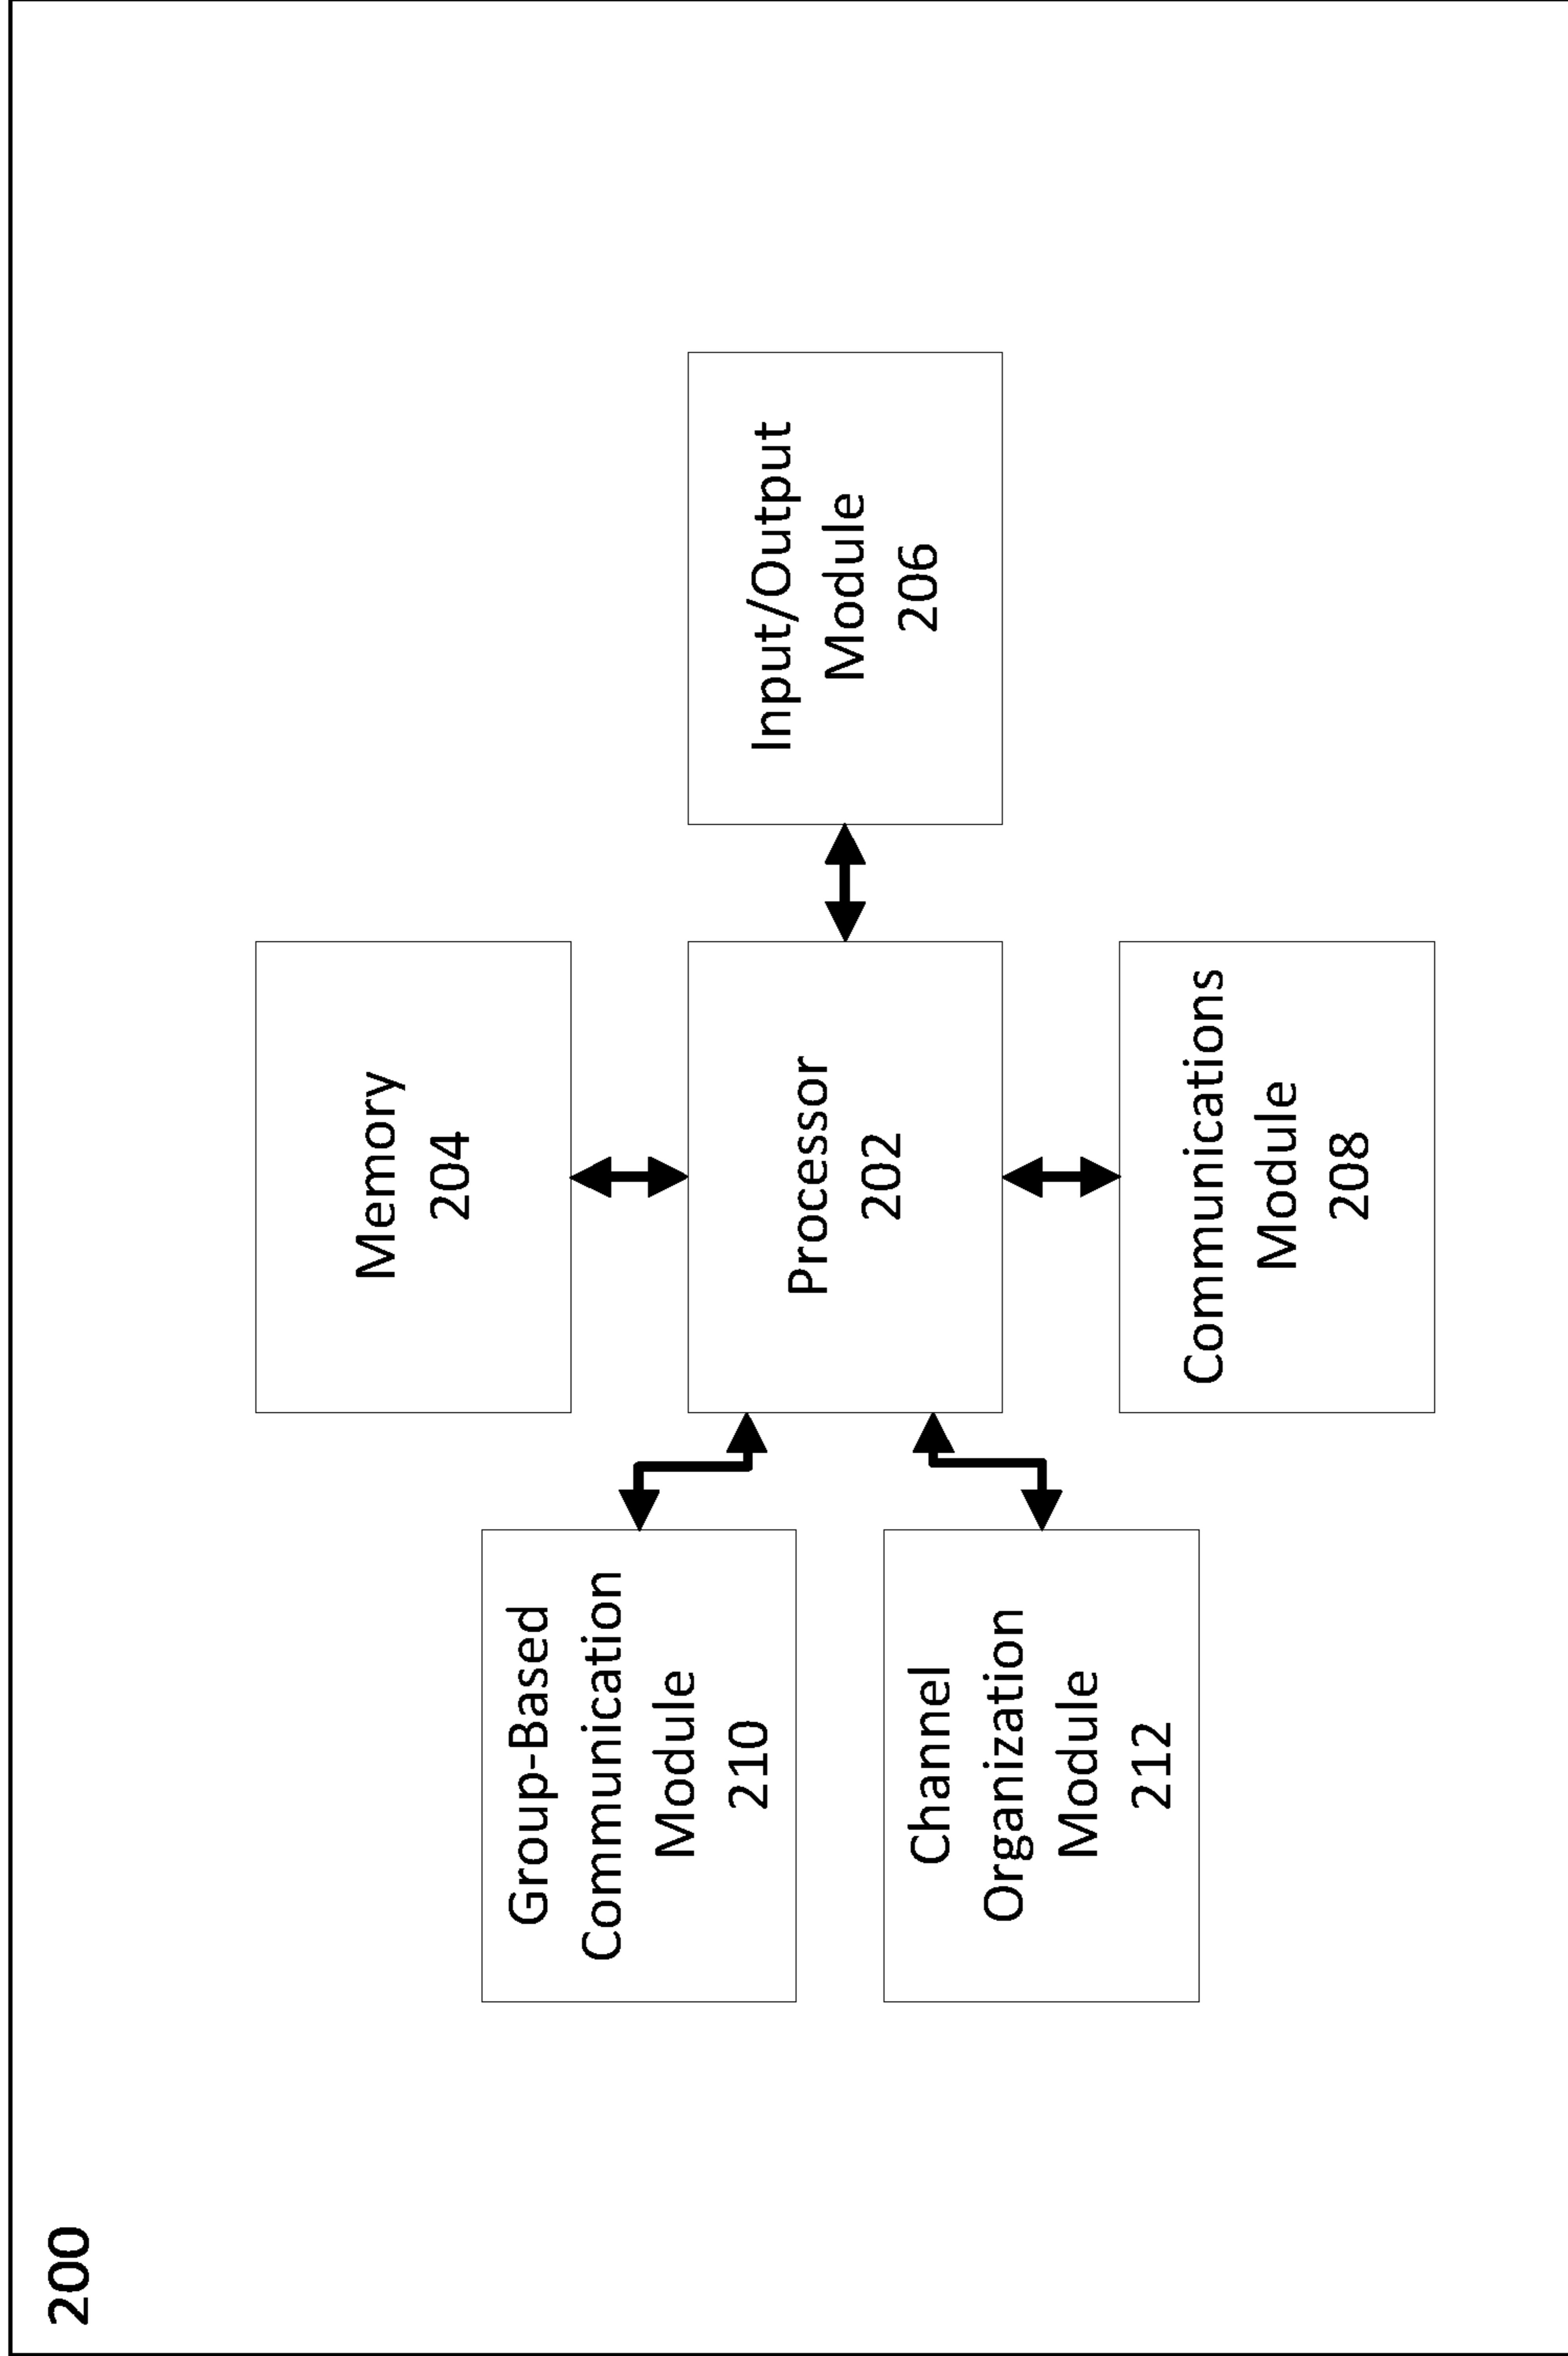 200
Memory
204
Group-Based
Communication
Module
210
Processor
202
Input/Output
Module
206
Channel
Organization
Module
212
Communications
Module
208